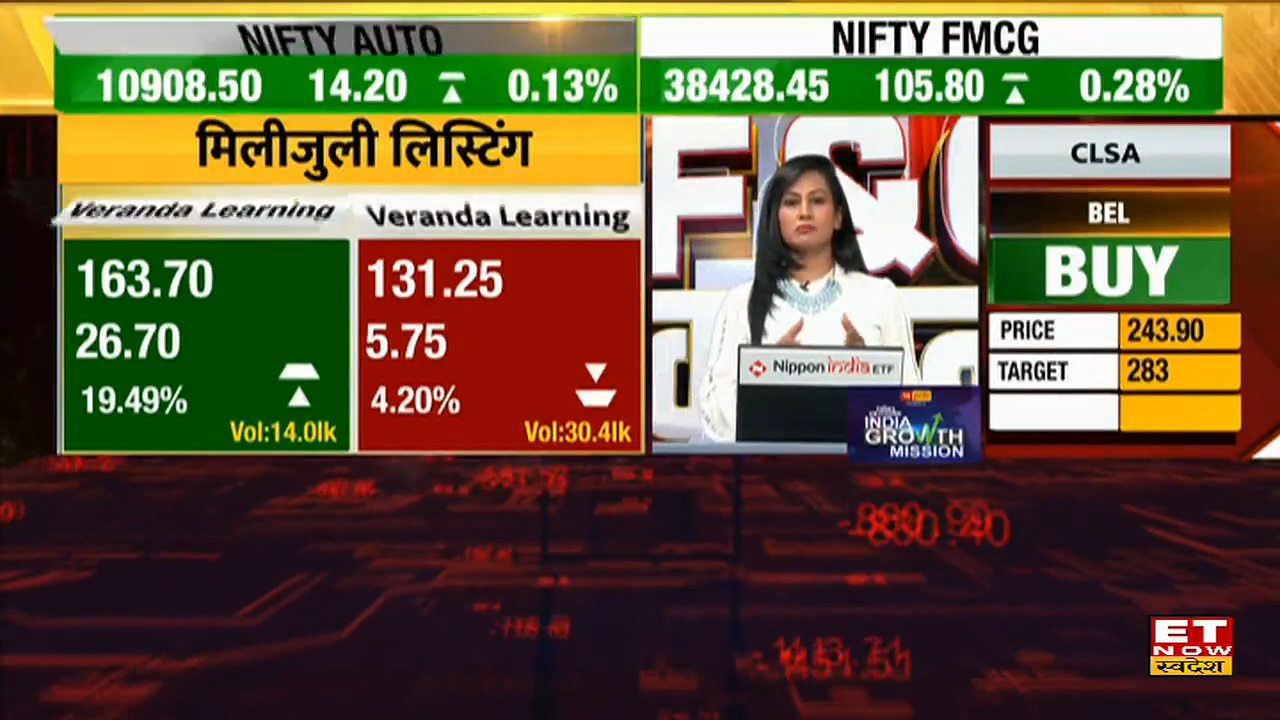 NIFTY AUTO
10908.50 14.20 0.13%
NIFTY FMCG
38428.45 105.80 0.28%
मिलीजुली लिस्टिंग
Veranda Learning
163.70
26.70
19.49%
Vol:14.0lk
Veranda Learning
131.25
5.75
4.20%
Vol:30.4lk
F&O
Nippon india ETF
INDIA
GROWTH
MISSION
CLSA
BEL
BUY
PRICE 243.90
TARGET 283
ET
NOW
स्वदेश